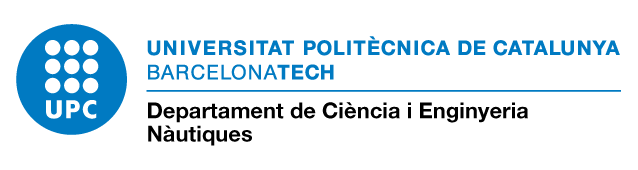 UPC
UNIVERSITAT POLITÈCNICA DE CATALUNYA
BARCELONATECH
Departament de Ciència i Enginyeria
Nàutiques